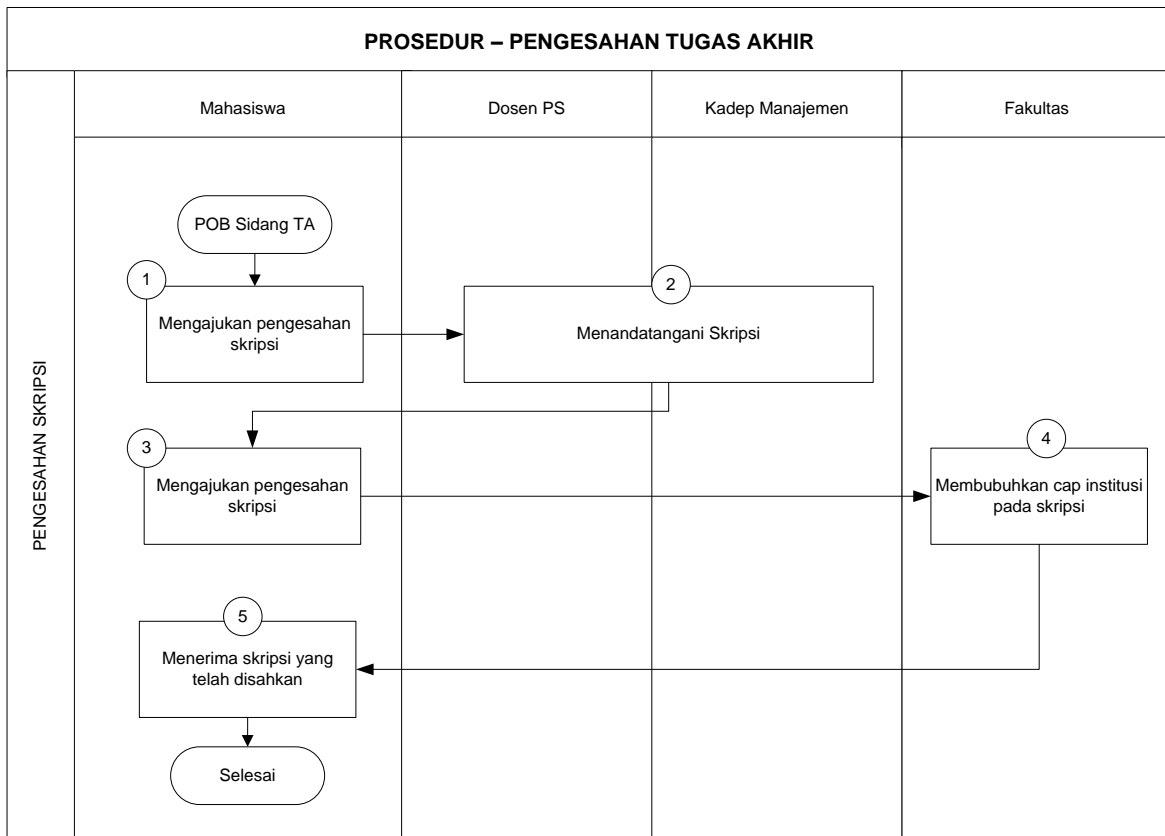 PROSEDUR – PENGESAHAN TUGAS AKHIR
Mahasiswa
Dosen PS
Kadep Manajemen
Fakultas
PENGESAHAN SKRIPSI
POB Sidang TA
1
Mengajukan pengesahan
skripsi
2
Menandatangani Skripsi
3
Mengajukan pengesahan
skripsi
4
Membubuhkan cap institusi
pada skripsi
5
Menerima skripsi yang
telah disahkan
Selesai